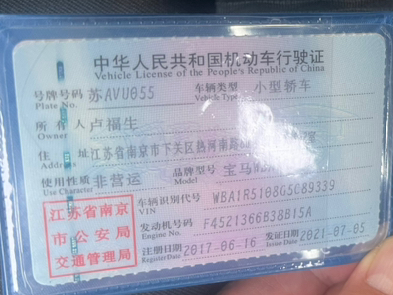 中华人民共和国机动车行驶证
Vehicle License of the People's Republic of China
号牌号码 苏AVU055 车辆类型 小型轿车
Plate No. Vehicle Type
所有人 卢福生
Owner
住址 江苏省南京市下关区热河南路
Address
使用性质 非营运 品牌型号 宝马
Use Character Model
车辆识别代号 WBA1R5108G5C89339
VIN
发动机号码 F4521366B38B15A
Engine No.
注册日期 2017-06-16 发证日期 2021-07-05
Register Date Issue Date
江苏省南京
市公安局
交通管理局